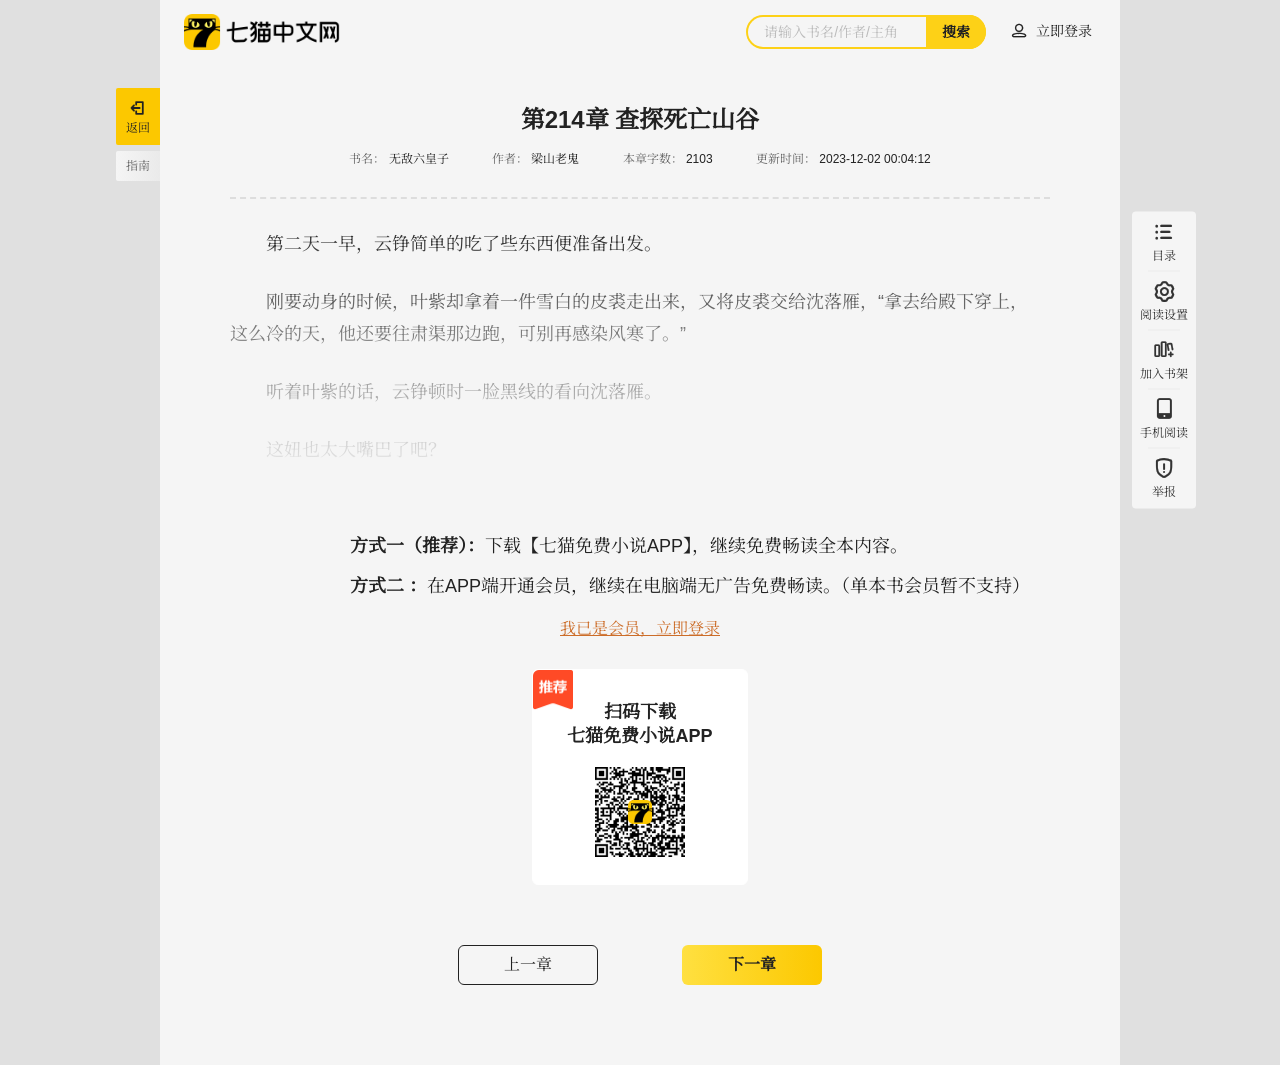 七猫中文网
请输入书名/作者/主角
搜索
立即登录
返回
指南
第214章 查探死亡山谷
书名： 无敌六皇子 作者： 梁山老鬼 本章字数： 2103 更新时间： 2023-12-02 00:04:12
第二天一早，云铮简单的吃了些东西便准备出发。
刚要动身的时候，叶紫却拿着一件雪白的皮裘走出来，又将皮裘交给沈落雁，“拿去给殿下穿上，
这么冷的天，他还要往肃渠那边跑，可别再感染风寒了。”
听着叶紫的话，云铮顿时一脸黑线的看向沈落雁。
这妞也太大嘴巴了吧？
目录
阅读设置
加入书架
手机阅读
举报
方式一（推荐）：下载【七猫免费小说APP】，继续免费畅读全本内容。
方式二 ：在APP端开通会员，继续在电脑端无广告免费畅读。（单本书会员暂不支持）
我已是会员，立即登录
推荐
扫码下载
七猫免费小说APP
上一章
下一章